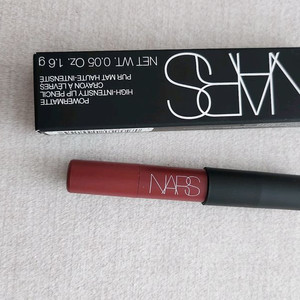 NARS
POWERMATTE
HIGH-INTENSITY LIP PENCIL
CRAYON À LÈVRES
PUR MAT HAUTE-INTENSITÉ
NET WT. 0.05 Oz. 1.6 g
NARS